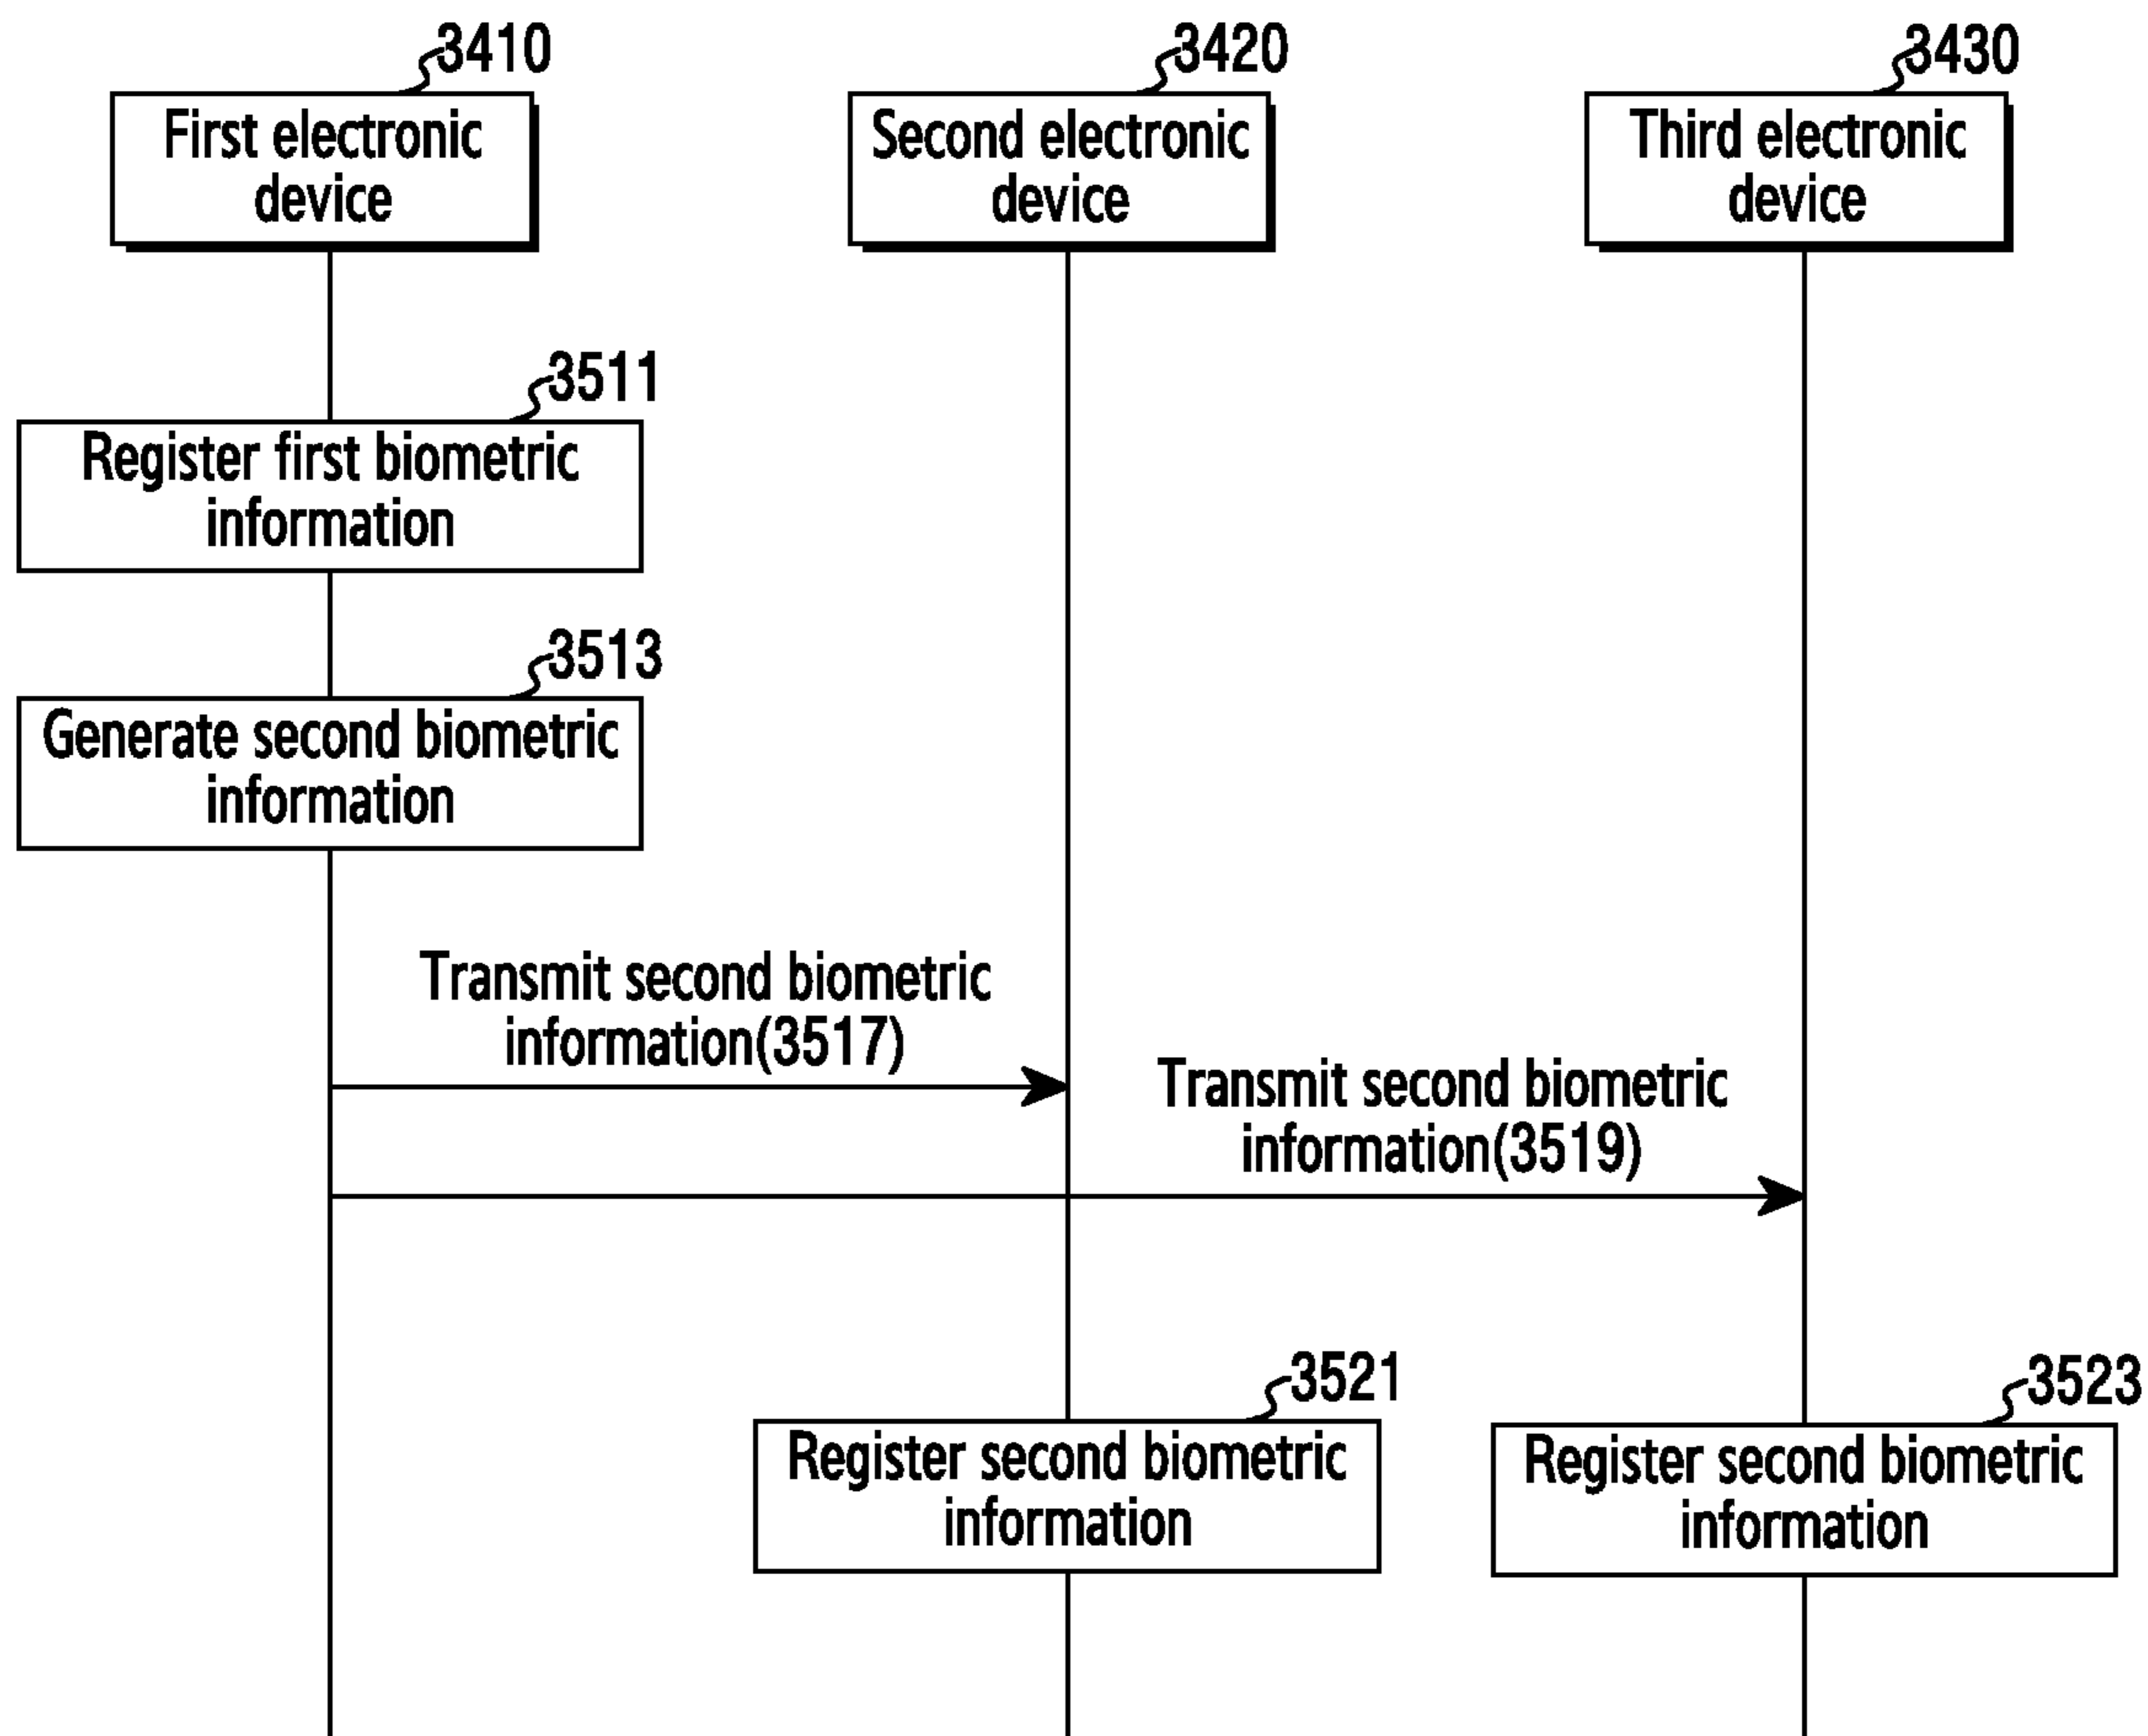 3410
3420
3430
First electronic
device
Second electronic
device
Third electronic
device
3511
Register first biometric
information
3513
Generate second biometric
information
Transmit second biometric
information(3517)
Transmit second biometric
information(3519)
3521
Register second biometric
information
3523
Register second biometric
information